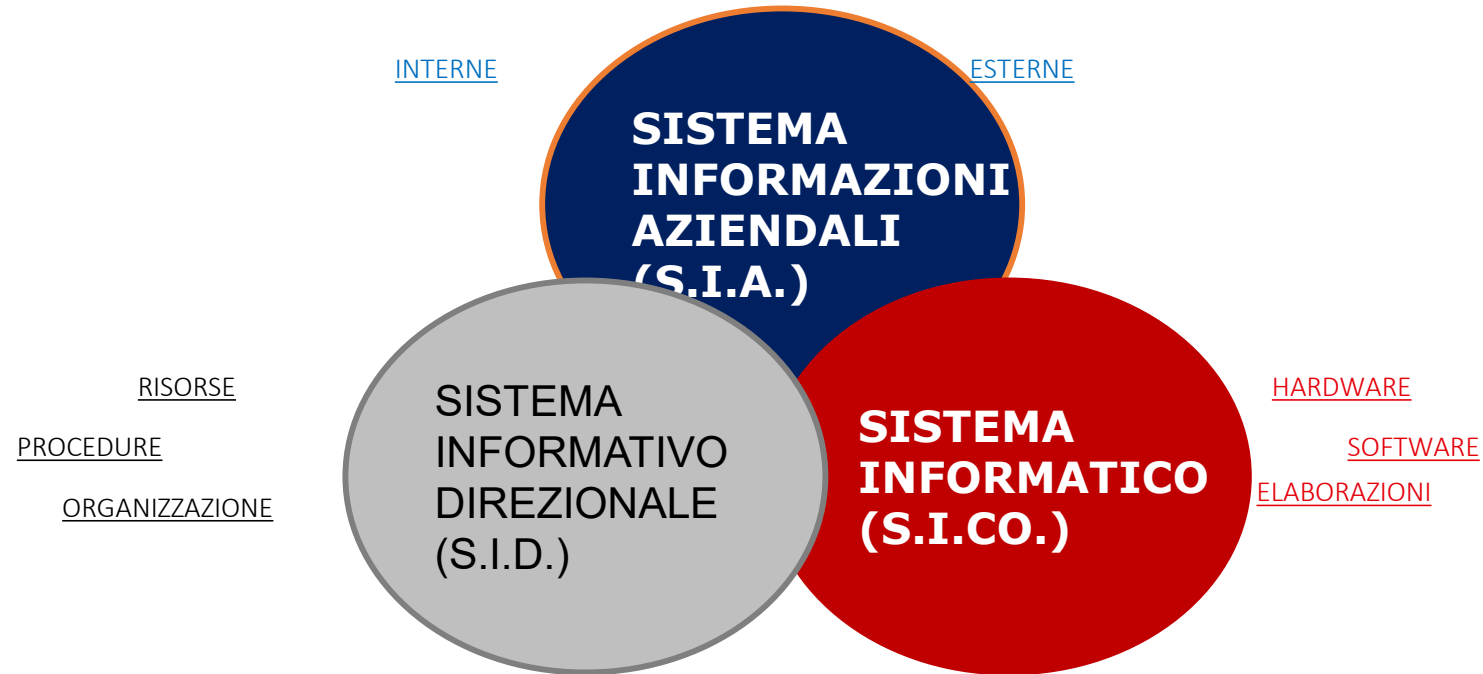 INTERNE
ESTERNE
SISTEMA
INFORMAZIONI
AZIENDALI
(S.I.A.)
RISORSE
PROCEDURE
ORGANIZZAZIONE
SISTEMA
INFORMATIVO
DIREZIONALE
(S.I.D.)
SISTEMA
INFORMATICO
(S.I.CO.)
HARDWARE
SOFTWARE
ELABORAZIONI